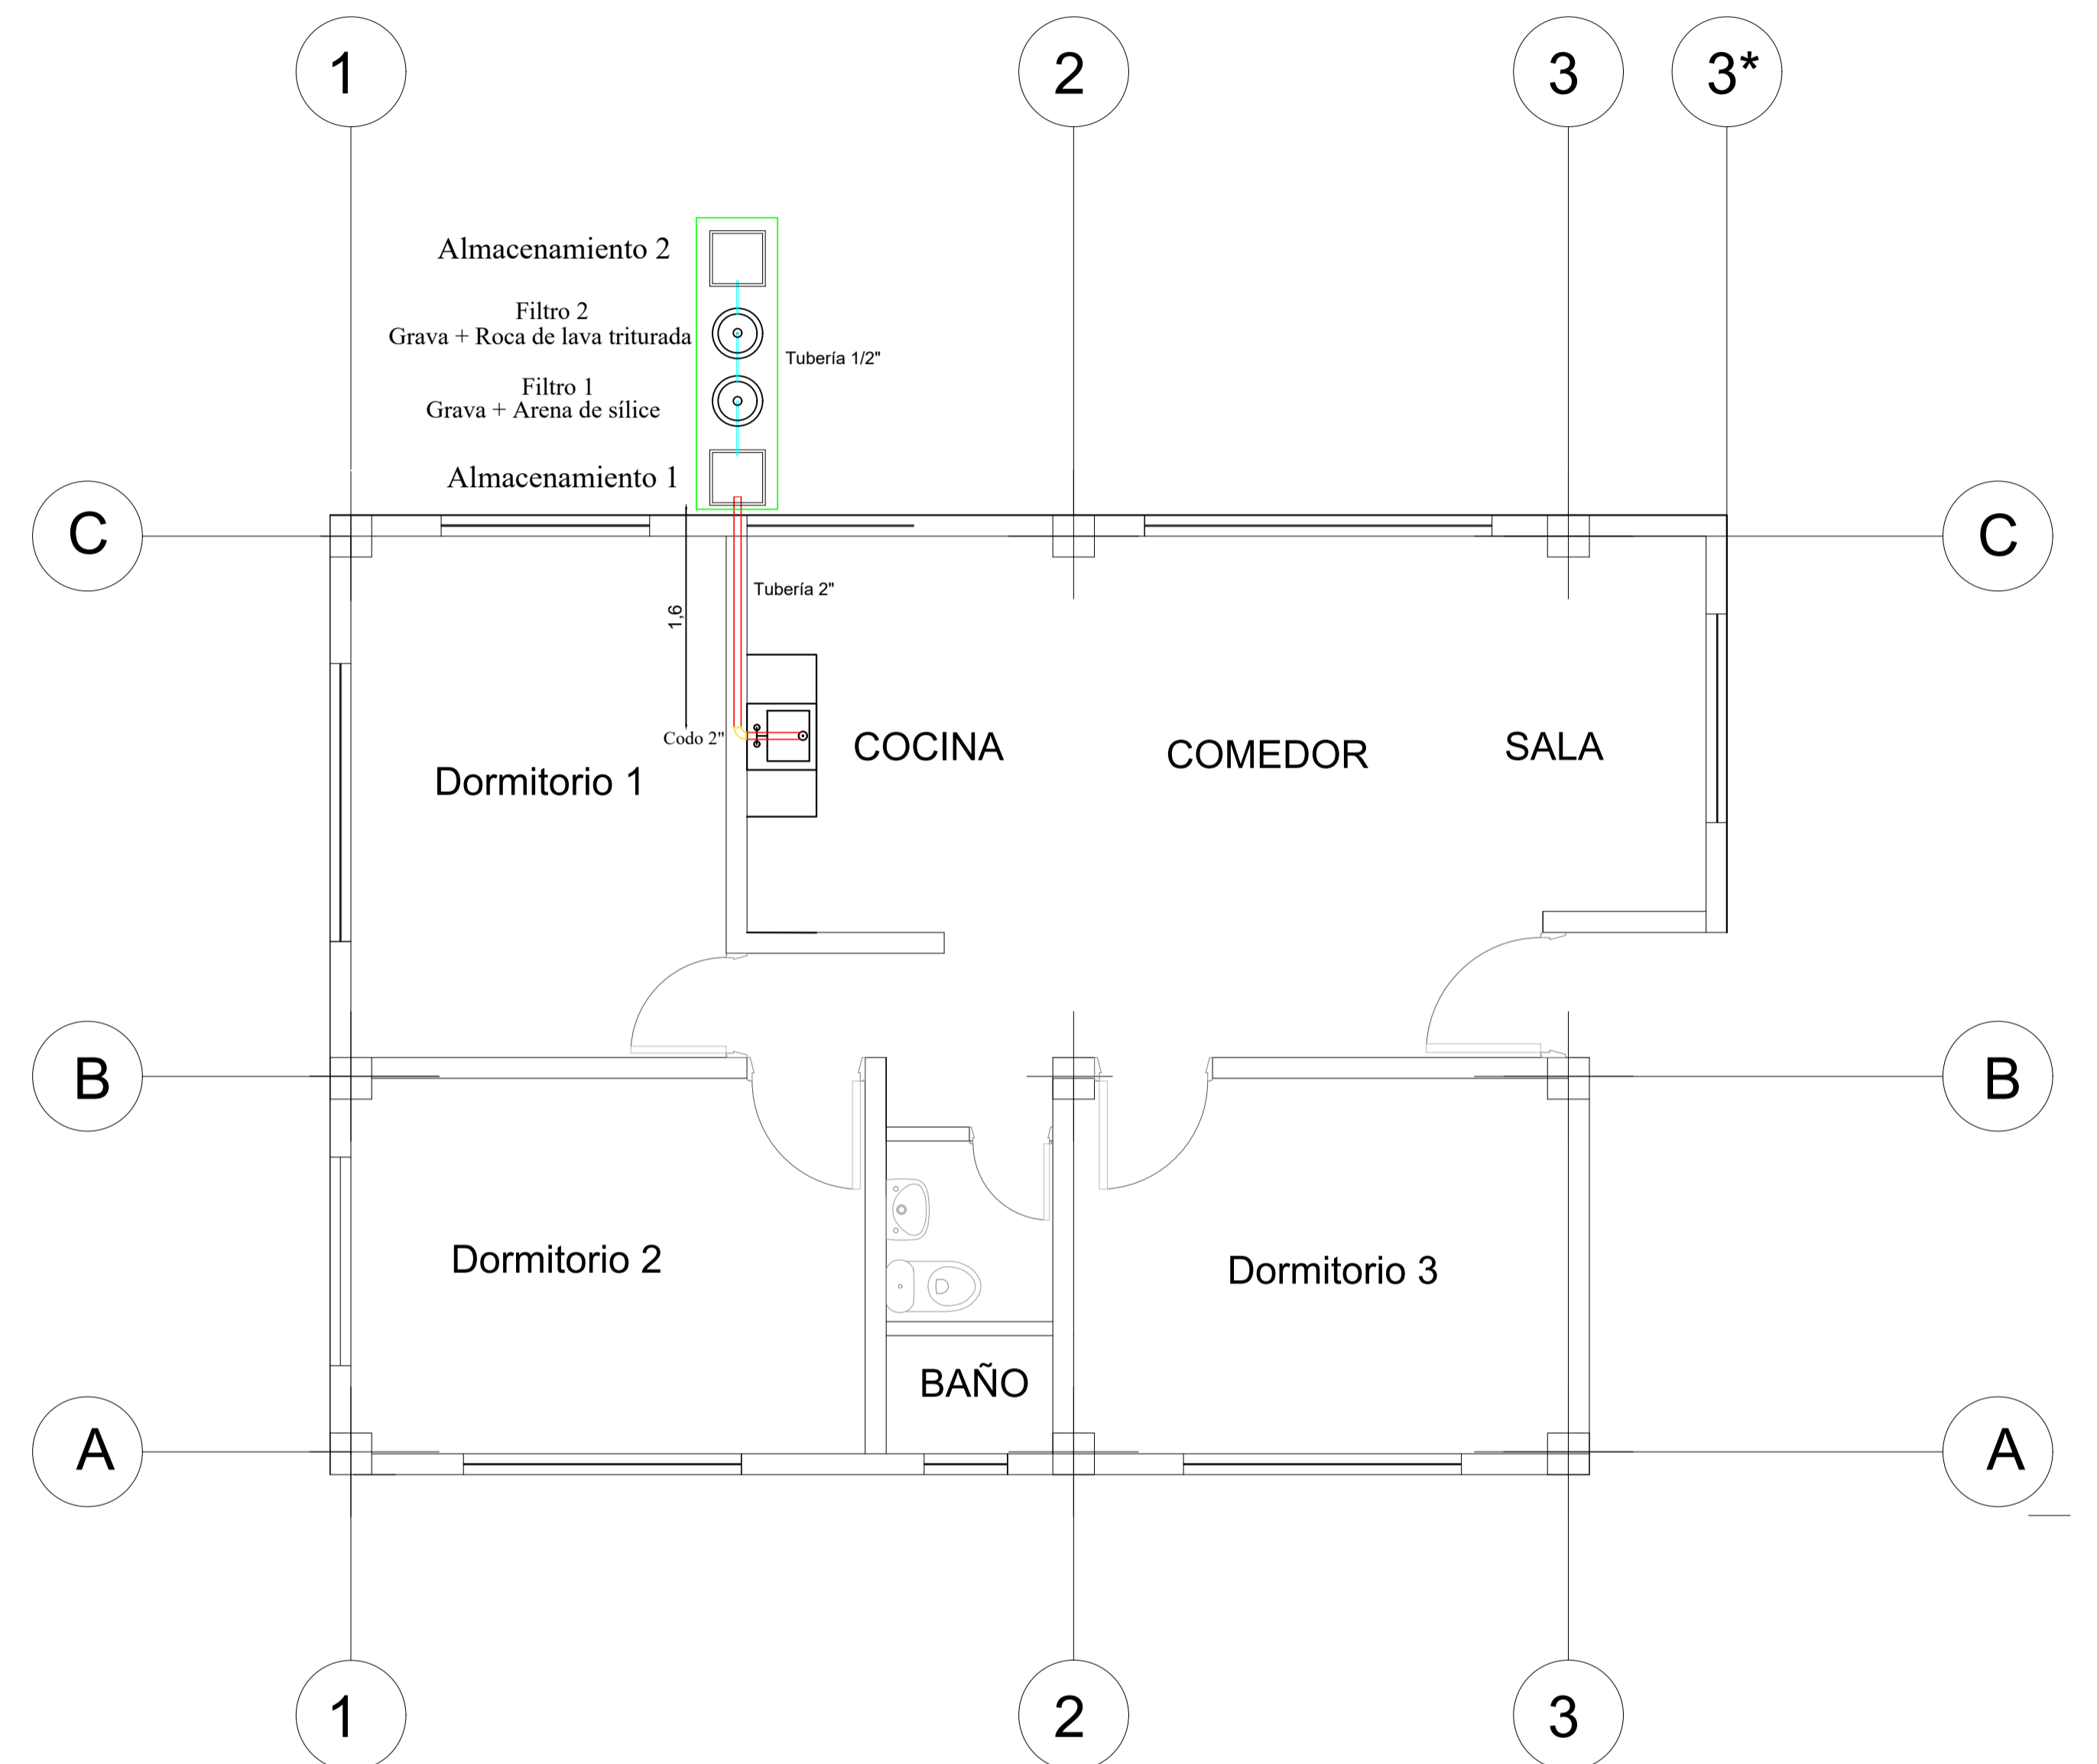 1
2
3
3*
Almacenamiento 2
Filtro 2
Grava + Roca de lava triturada
Tubería 1/2"
Filtro 1
Grava + Arena de sílice
Almacenamiento 1
C
C
Tubería 2"
1,6
Codo 2"
COCINA
COMEDOR
SALA
Dormitorio 1
B
B
Dormitorio 2
Dormitorio 3
BAÑO
A
A
1
2
3